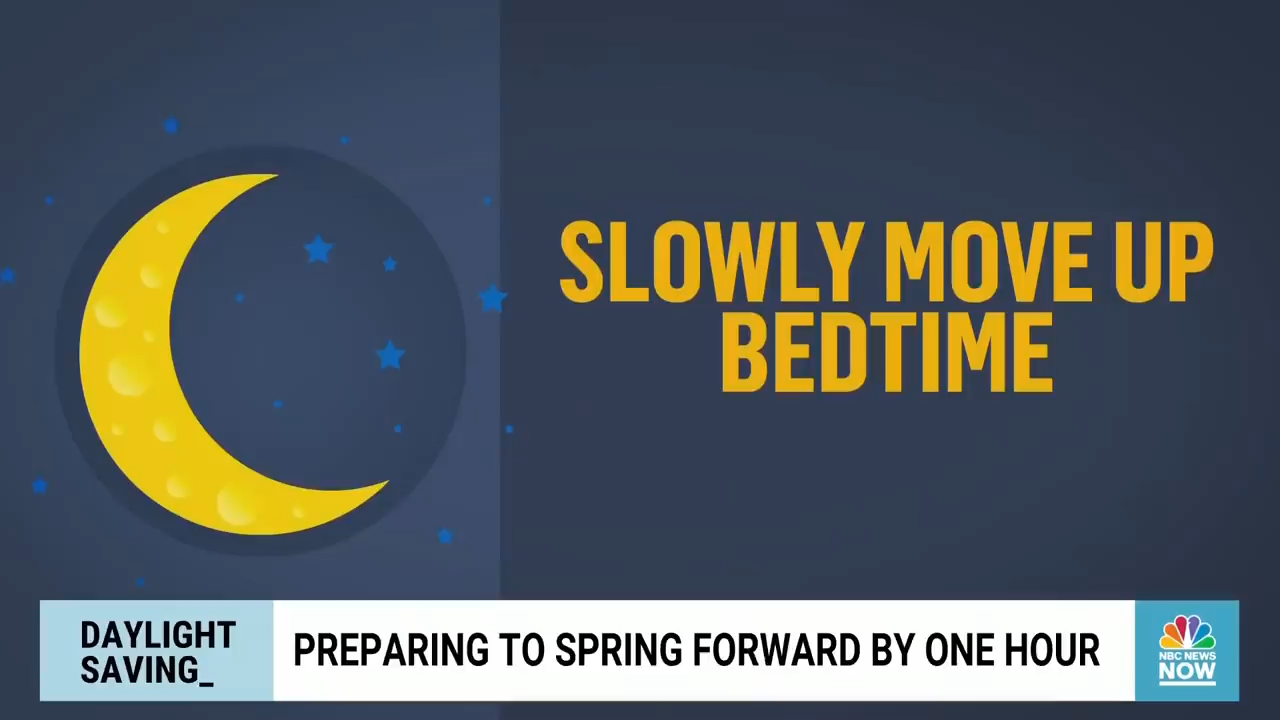 SLOWLY MOVE UP
BEDTIME
DAYLIGHT
SAVING_
PREPARING TO SPRING FORWARD BY ONE HOUR
NBC NEWS
NOW